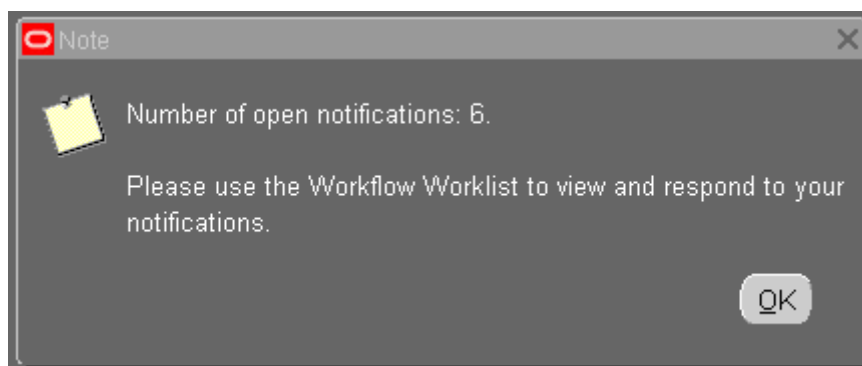 Note
Number of open notifications: 6.
Please use the Workflow Worklist to view and respond to your
notifications.
OK